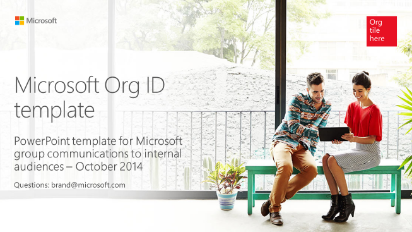 Microsoft
Org
tile
here
Microsoft Org ID
template
PowerPoint template for Microsoft
group communications to internal
audiences – October 2014
Questions: brand@microsoft.com